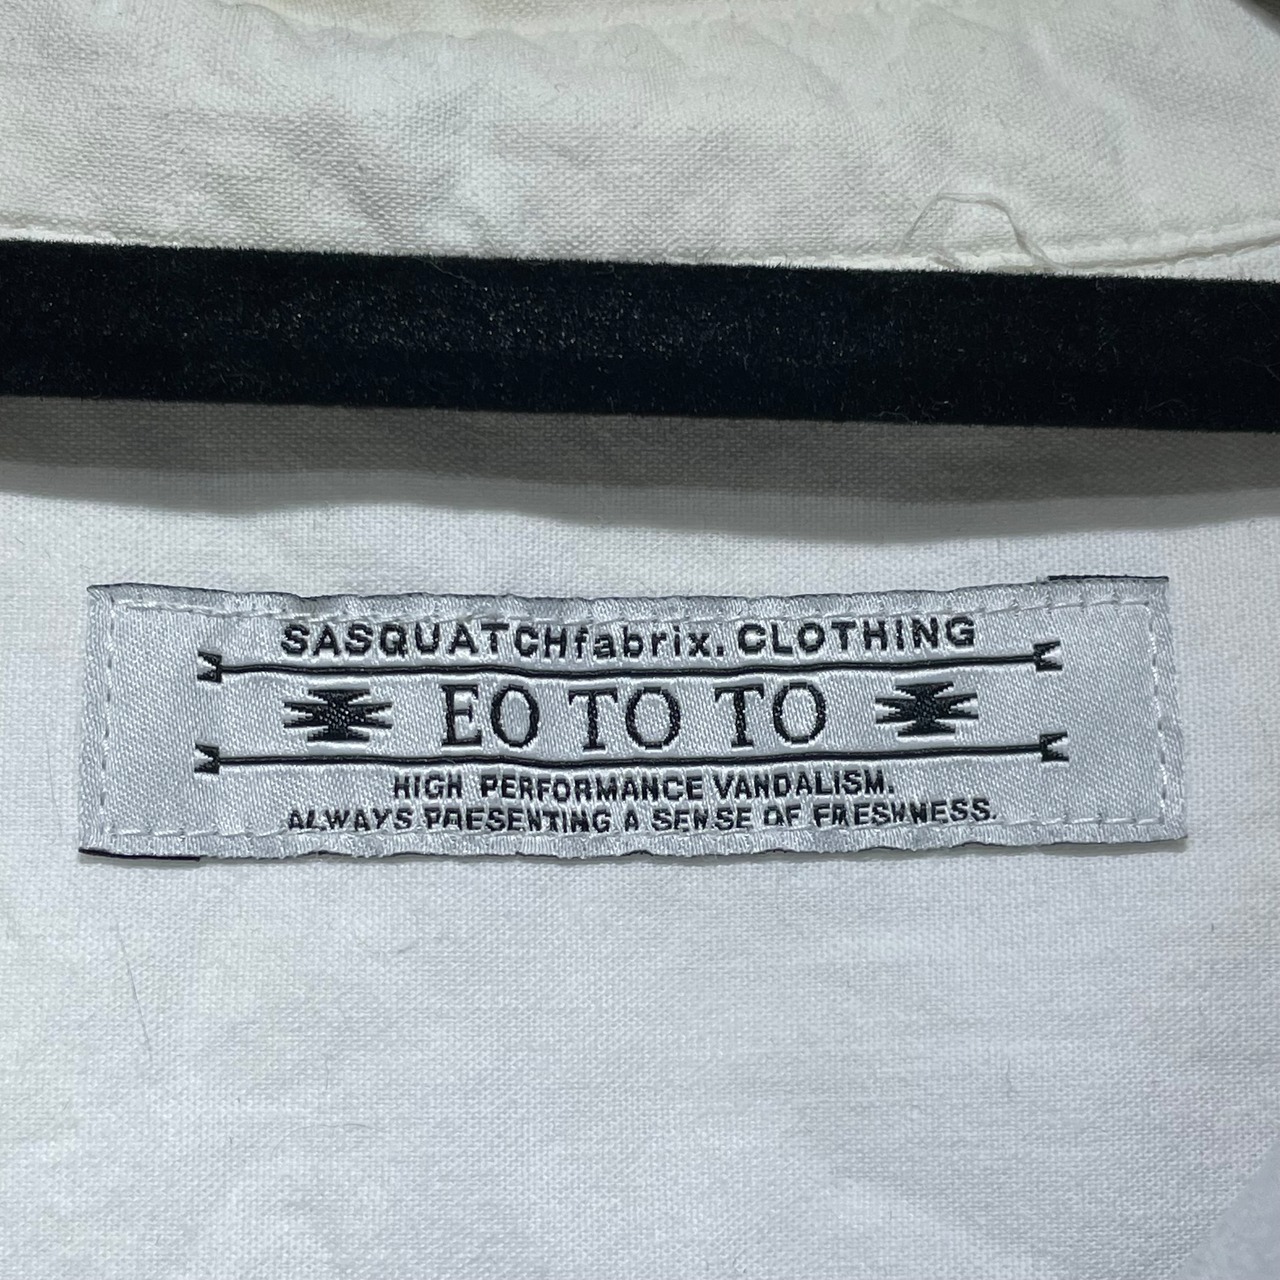 SASQUATCHfabrix. CLOTHING
EO TO TO
HIGH PERFORMANCE VANDALISM.
ALWAYS PRESENTING A SENSE OF FRESHNESS.